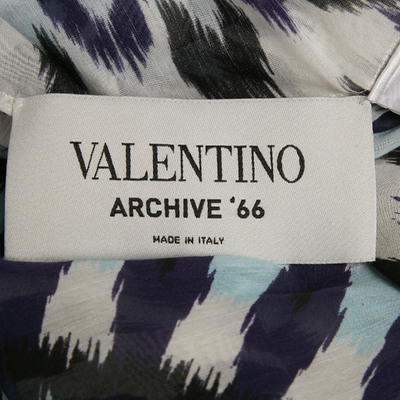 VALENTINO
ARCHIVE '66
MADE IN ITALY